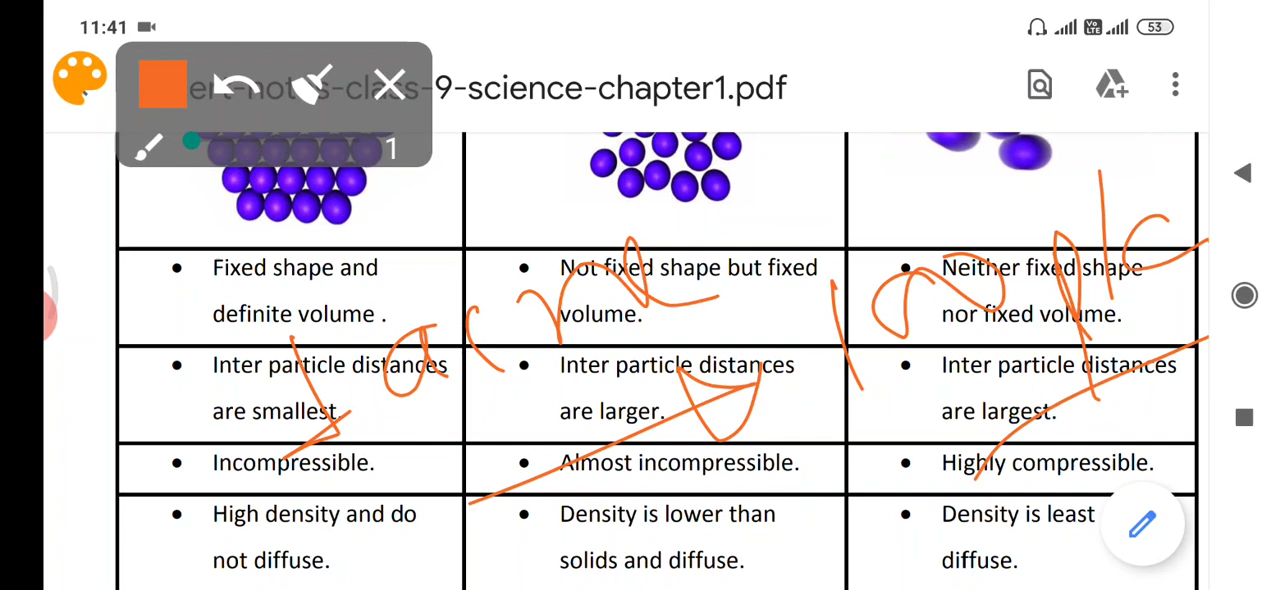 11:41
Vo LTE 53
ert-notes-class-9-science-chapter1.pdf
1
Fixed shape and
definite volume .
Not fixed shape but fixed
volume.
Neither fixed shape
nor fixed volume.
Inter particle distances
are smallest.
Inter particle distances
are larger.
Inter particle distances
are largest.
Incompressible.
Almost incompressible.
Highly compressible.
High density and do
not diffuse.
Density is lower than
solids and diffuse.
Density is least
diffuse.